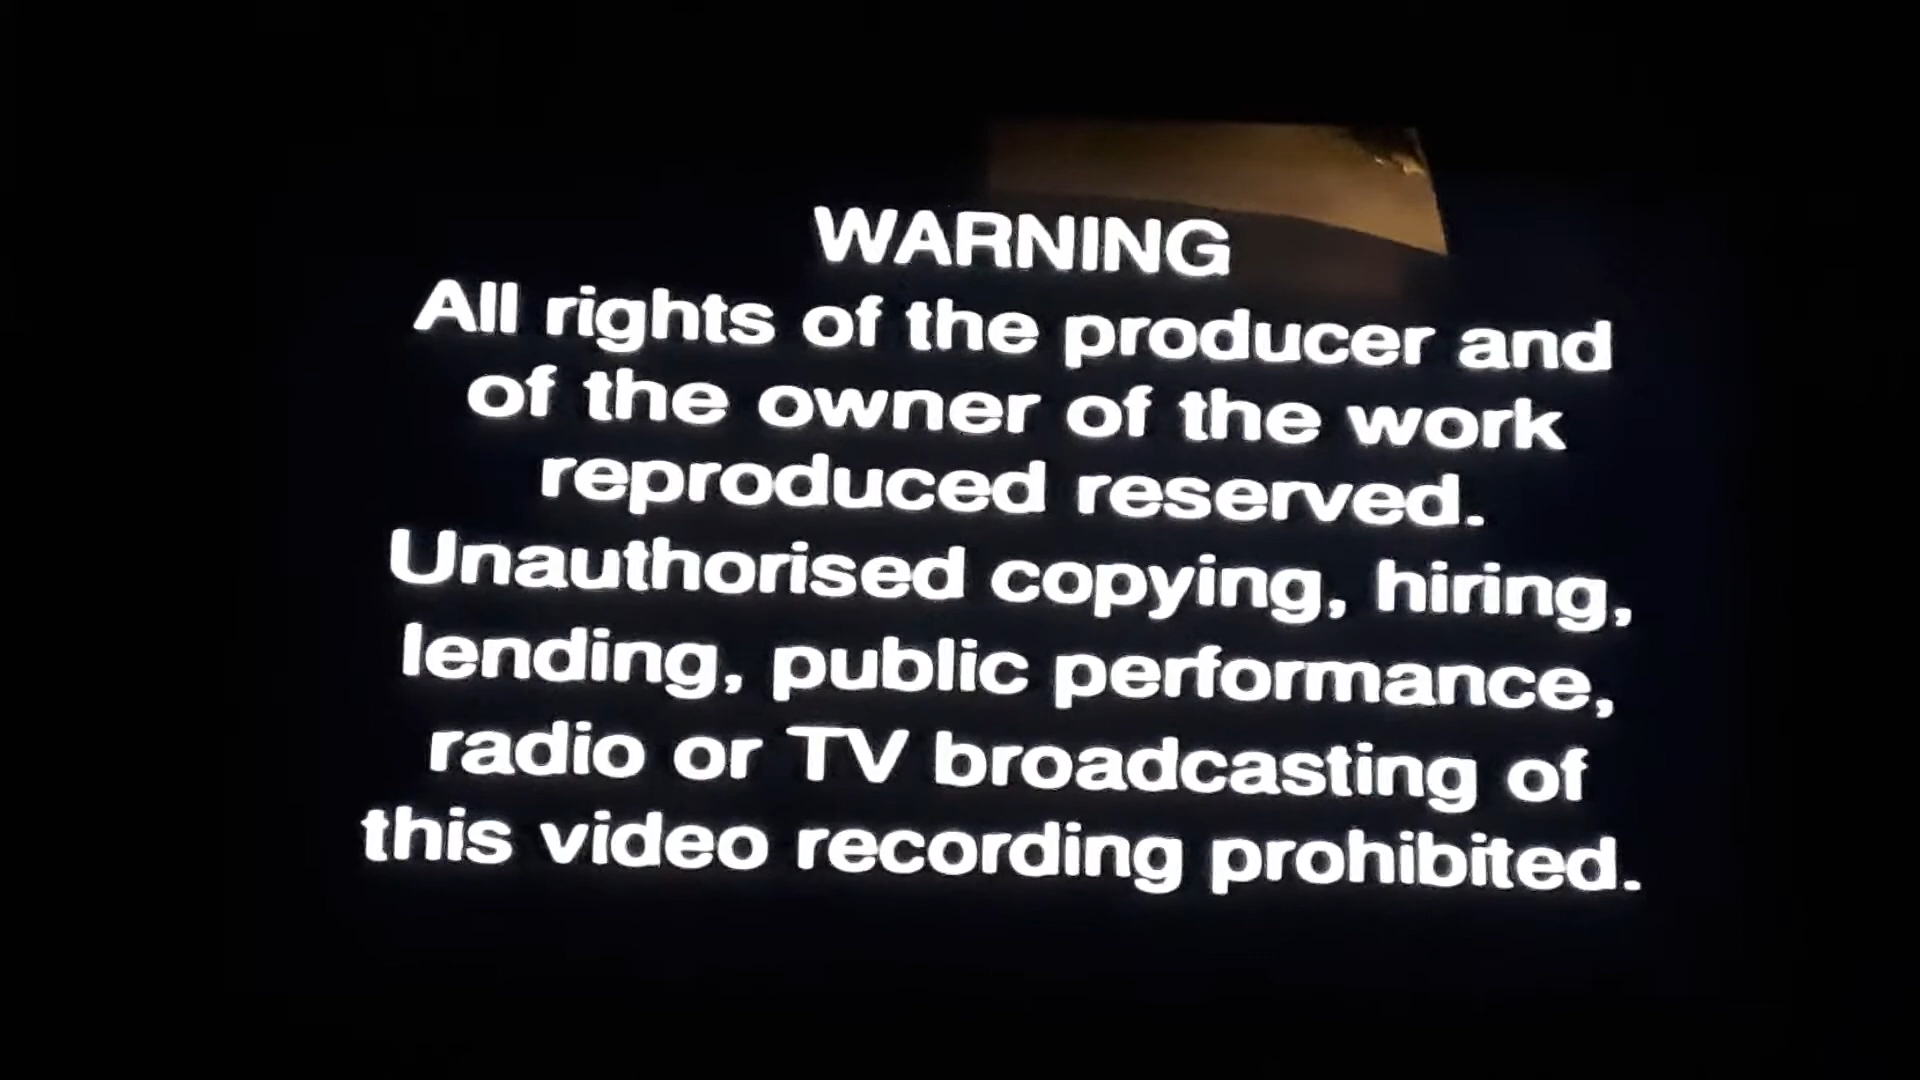 WARNING
All rights of the producer and
of the owner of the work
reproduced reserved.
Unauthorised copying, hiring,
lending, public performance,
radio or TV broadcasting of
this video recording prohibited.